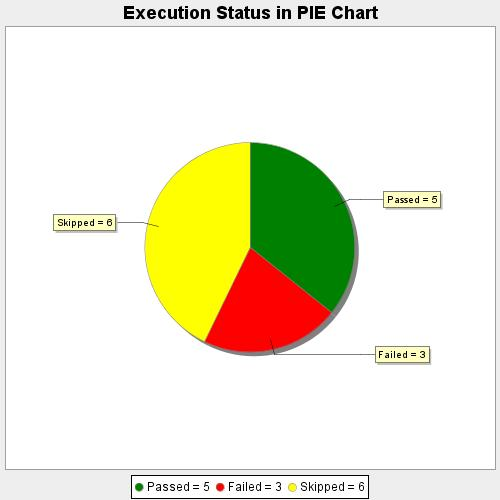 Execution Status in PIE Chart
Passed = 5
Skipped = 6
Failed = 3
Passed = 5 Failed = 3 Skipped = 6